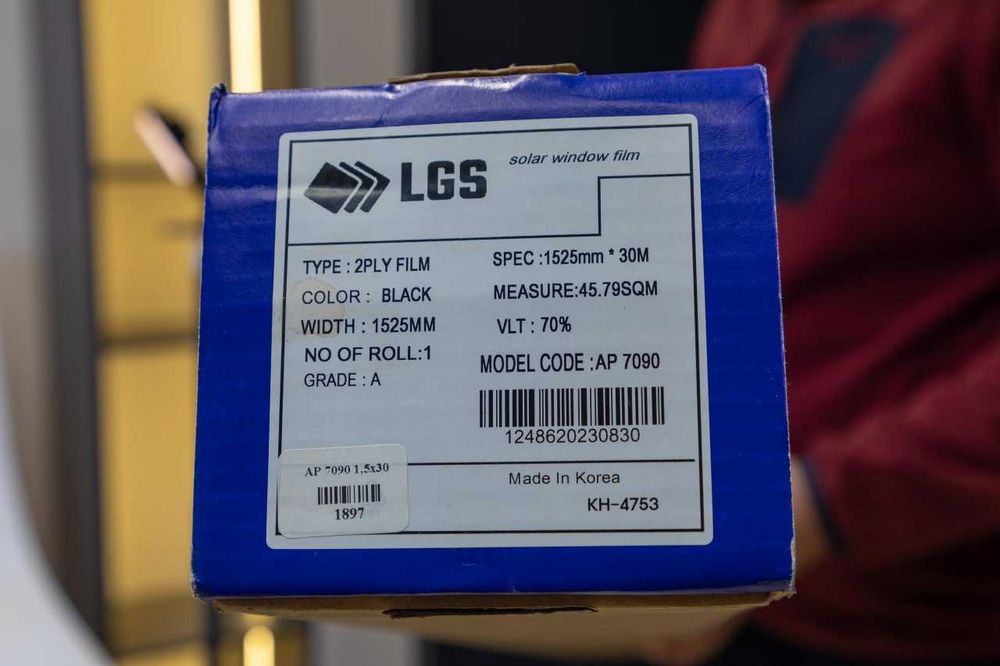 LGS
solar window film
TYPE : 2PLY FILM
COLOR : BLACK
WIDTH : 1525MM
NO OF ROLL:1
GRADE : A
SPEC :1525mm * 30M
MEASURE:45.79SQM
VLT : 70%
MODEL CODE :AP 7090
1248620230830
AP 7090 1,5x30
1897
Made In Korea
KH-4753